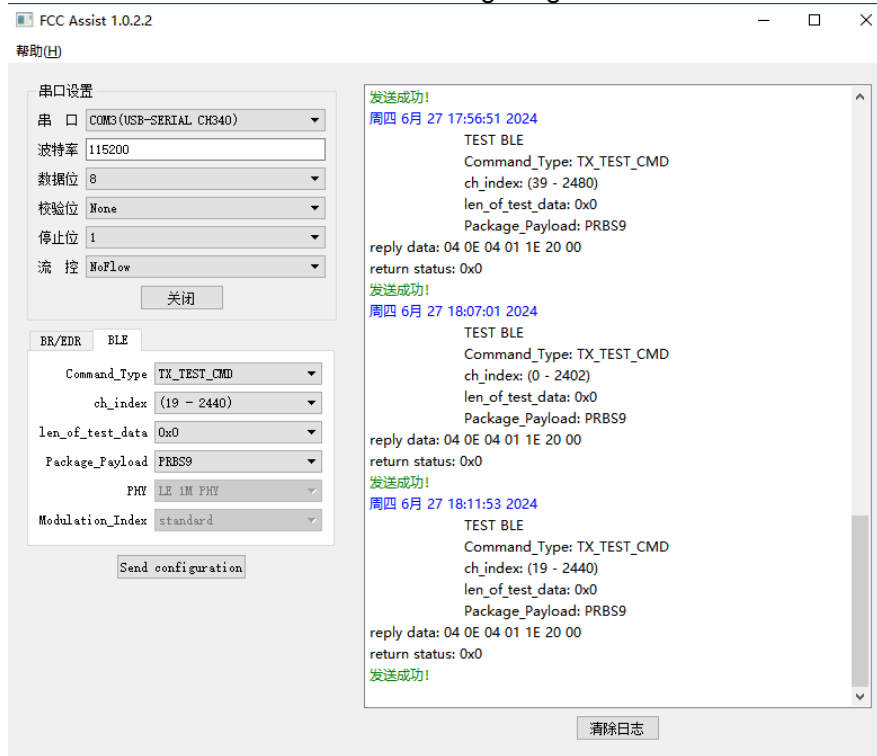 FCC Assist 1.0.2.2
帮助(H)
串口设置
串 口 COM3(USB-SERIAL CH340)
波特率 115200
数据位 8
校验位 None
停止位 1
流 控 NoFlow
关闭
BR/EDR BLE
Command_Type TX_TEST_CMD
ch_index (19 - 2440)
len_of_test_data 0x0
Package_Payload PRBS9
PHY LE 1M PHY
Modulation_Index standard
Send configuration
发送成功!
周四 6月 27 17:56:51 2024
TEST BLE
Command_Type: TX_TEST_CMD
ch_index: (39 - 2480)
len_of_test_data: 0x0
Package_Payload: PRBS9
reply data: 04 0E 04 01 1E 20 00
return status: 0x0
发送成功!
周四 6月 27 18:07:01 2024
TEST BLE
Command_Type: TX_TEST_CMD
ch_index: (0 - 2402)
len_of_test_data: 0x0
Package_Payload: PRBS9
reply data: 04 0E 04 01 1E 20 00
return status: 0x0
发送成功!
周四 6月 27 18:11:53 2024
TEST BLE
Command_Type: TX_TEST_CMD
ch_index: (19 - 2440)
len_of_test_data: 0x0
Package_Payload: PRBS9
reply data: 04 0E 04 01 1E 20 00
return status: 0x0
发送成功!
清除日志